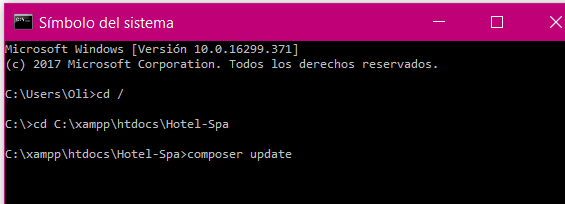 Símbolo del sistema
Microsoft Windows [Versión 10.0.16299.371]
(c) 2017 Microsoft Corporation. Todos los derechos reservados.
C:\Users\Oli>cd /
C:\>cd C:\xampp\htdocs\Hotel-Spa
C:\xampp\htdocs\Hotel-Spa>composer update